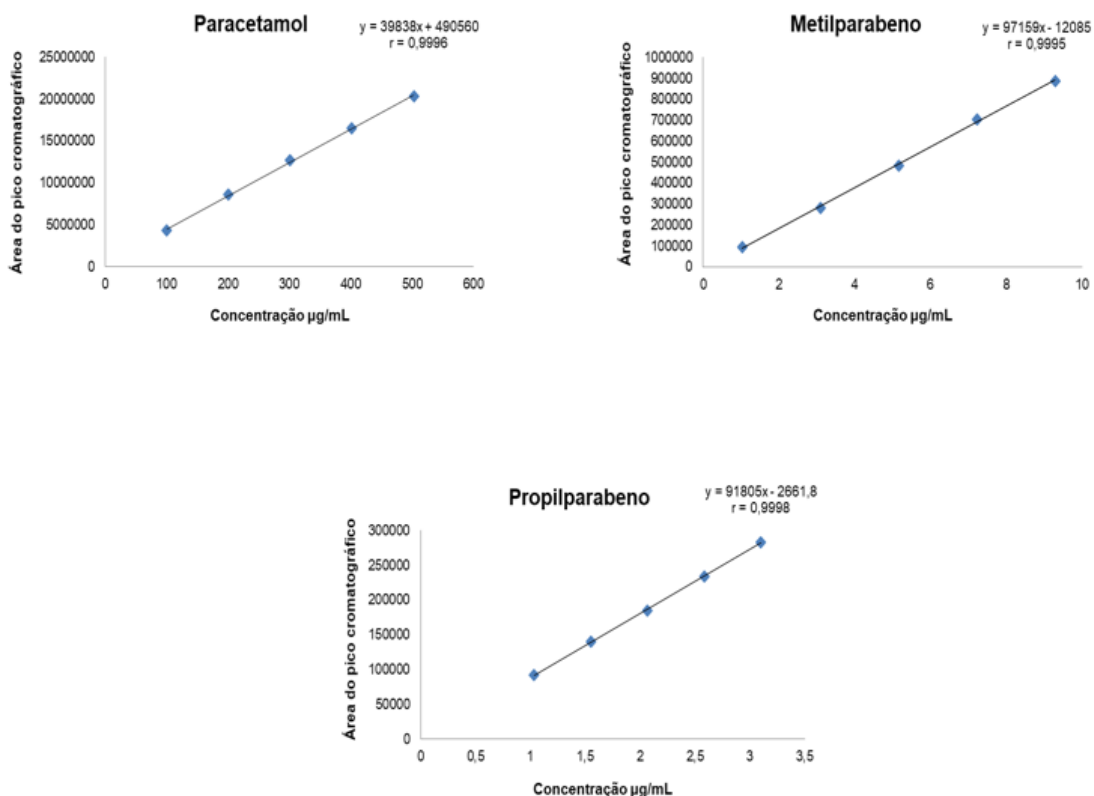 Paracetamol
y = 39838x + 490560
r = 0,9996
Área do pico cromatográfico
25000000
20000000
15000000
10000000
5000000
0
0 100 200 300 400 500 600
Concentração µg/mL
Metilparabeno
y = 97159x - 12085
r = 0,9995
Área do pico cromatográfico
1000000
900000
800000
700000
600000
500000
400000
300000
200000
100000
0
0 2 4 6 8 10
Concentração µg/mL
Propilparabeno
y = 91805x - 2661,8
r = 0,9998
Área do pico cromatográfico
300000
250000
200000
150000
100000
50000
0
0 0,5 1 1,5 2 2,5 3 3,5
Concentração µg/mL